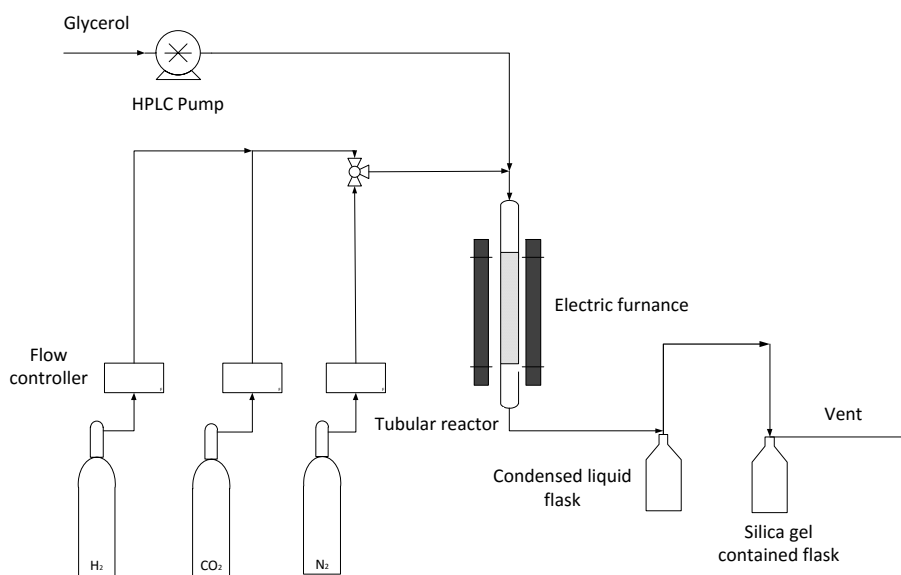 Glycerol
HPLC Pump
Electric furnance
Flow
controller
Tubular reactor
Vent
Condensed liquid
flask
Silica gel
contained flask
H₂
CO₂
N₂